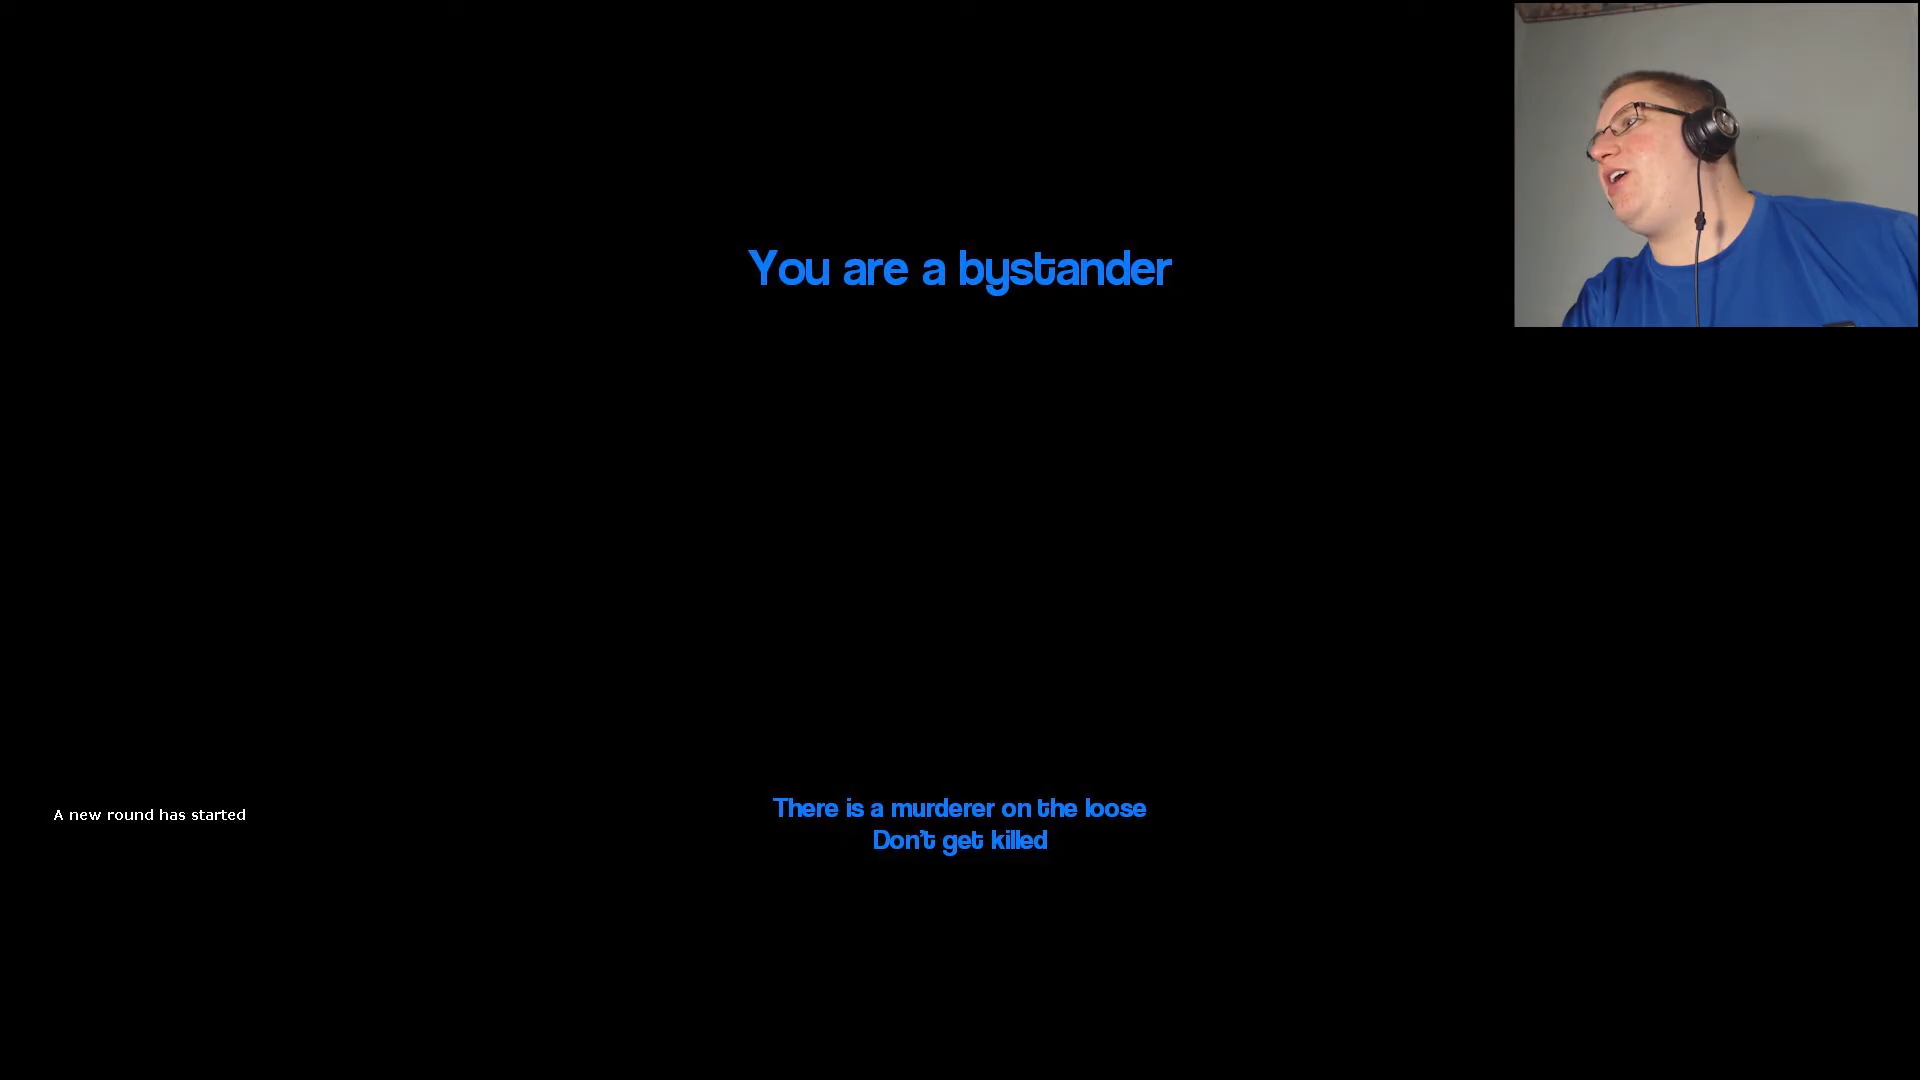 You are a bystander
There is a murderer on the loose
Don't get killed
A new round has started